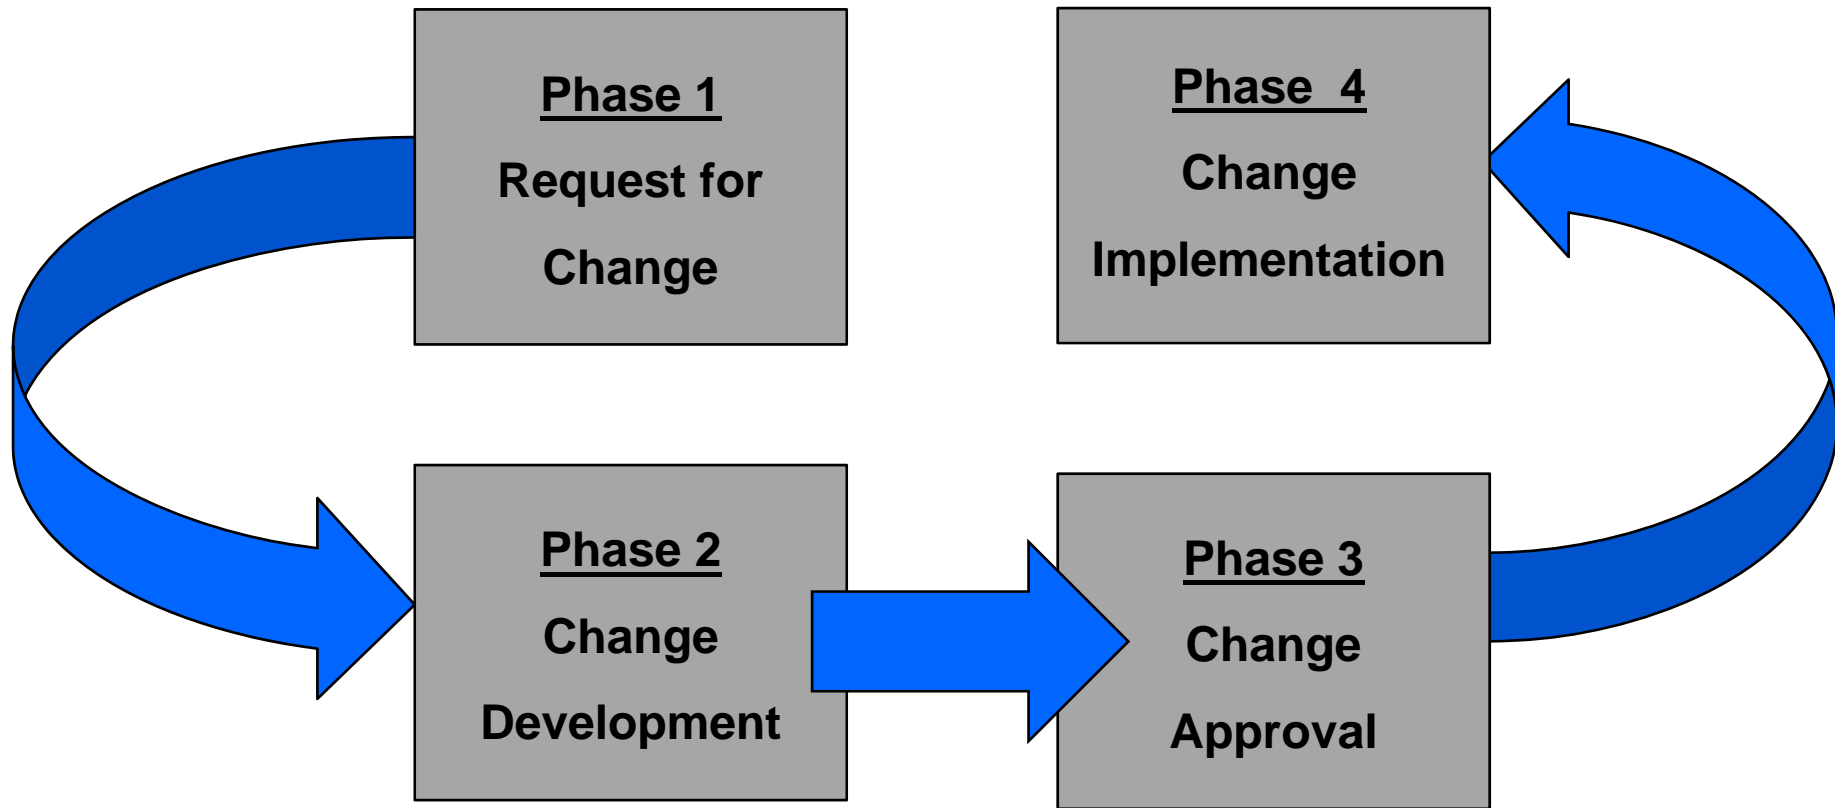 Phase 1
Request for
Change
Phase 2
Change
Development
Phase 3
Change
Approval
Phase  4
Change
Implementation